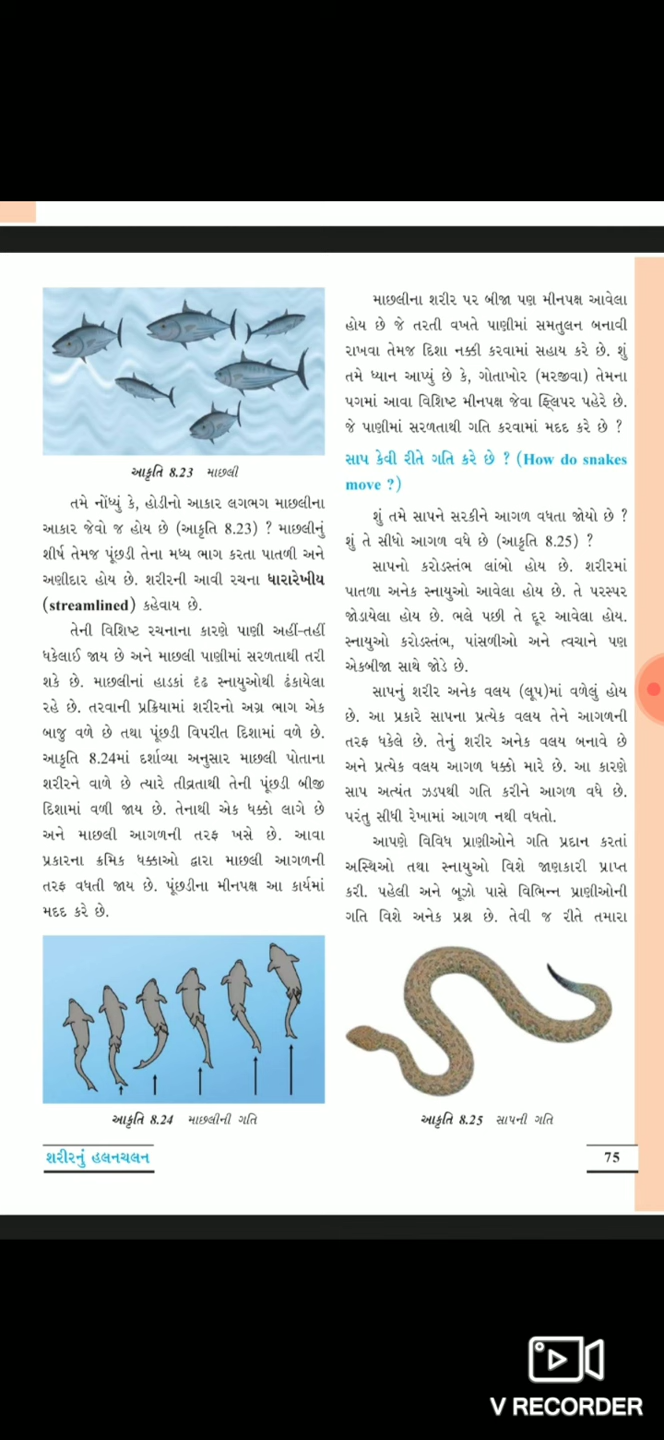 આકૃતિ 8.23 માછલી
તમે નોંધ્યું કે, હોડીનો આકાર લગભગ માછલીના
આકાર જેવો જ હોય છે (આકૃતિ 8.23) ? માછલીનું
શીર્ષ તેમજ પૂંછડી તેના મધ્ય ભાગ કરતા પાતળી અને
અણીદાર હોય છે. શરીરની આવી રચના ધારારેખીય
(streamlined) કહેવાય છે.
તેની વિશિષ્ટ રચનાના કારણે પાણી અહીં-તહીં
ધકેલાઈ જાય છે અને માછલી પાણીમાં સરળતાથી તરી
શકે છે. માછલીનાં હાડકાં દૃઢ સ્નાયુઓથી ઢંકાયેલા
રહે છે. તરવાની પ્રક્રિયામાં શરીરનો અગ્ર ભાગ એક
બાજુ વળે છે તથા પૂંછડી વિપરીત દિશામાં વળે છે.
આકૃતિ 8.24માં દર્શાવ્યા અનુસાર માછલી પોતાના
શરીરને વાળે છે ત્યારે તીવ્રતાથી તેની પૂંછડી બીજી
દિશામાં વળી જાય છે. તેનાથી એક ધક્કો લાગે છે
અને માછલી આગળની તરફ ખસે છે. આવા
પ્રકારના ક્રમિક ધક્કાઓ દ્વારા માછલી આગળની
તરફ વધતી જાય છે. પૂંછડીના મીનપક્ષ આ કાર્યમાં
મદદ કરે છે.
આકૃતિ 8.24 માછલીની ગતિ
માછલીના શરીર પર બીજા પણ મીનપક્ષ આવેલા
હોય છે જે તરતી વખતે પાણીમાં સમતુલન બનાવી
રાખવા તેમજ દિશા નક્કી કરવામાં સહાય કરે છે. શું
તમે ધ્યાન આપ્યું છે કે, ગોતાખોર (મરજીવા) તેમના
પગમાં આવા વિશિષ્ટ મીનપક્ષ જેવા ફ્લિપર પહેરે છે.
જે પાણીમાં સરળતાથી ગતિ કરવામાં મદદ કરે છે ?
સાપ કેવી રીતે ગતિ કરે છે ? (How do snakes
move ?)
શું તમે સાપને સરકીને આગળ વધતા જોયો છે ?
શું તે સીધો આગળ વધે છે (આકૃતિ 8.25) ?
સાપનો કરોડસ્તંભ લાંબો હોય છે. શરીરમાં
પાતળા અનેક સ્નાયુઓ આવેલા હોય છે. તે પરસ્પર
જોડાયેલા હોય છે. ભલે પછી તે દૂર આવેલા હોય.
સ્નાયુઓ કરોડસ્તંભ, પાંસળીઓ અને ત્વચાને પણ
એકબીજા સાથે જોડે છે.
સાપનું શરીર અનેક વલય (લૂપ)માં વળેલું હોય
છે. આ પ્રકારે સાપના પ્રત્યેક વલય તેને આગળની
તરફ ધકેલે છે. તેનું શરીર અનેક વલય બનાવે છે
અને પ્રત્યેક વલય આગળ ધક્કો મારે છે. આ કારણે
સાપ અત્યંત ઝડપથી ગતિ કરીને આગળ વધે છે.
પરંતુ સીધી રેખામાં આગળ નથી વધતો.
આપણે વિવિધ પ્રાણીઓને ગતિ પ્રદાન કરતાં
અસ્થિઓ તથા સ્નાયુઓ વિશે જાણકારી પ્રાપ્ત
કરી. પહેલી અને બૂઝો પાસે વિભિન્ન પ્રાણીઓની
ગતિ વિશે અનેક પ્રશ્ન છે. તેવી જ રીતે તમારા
આકૃતિ 8.25 સાપની ગતિ
શરીરનું હલનચલન
75
V RECORDER